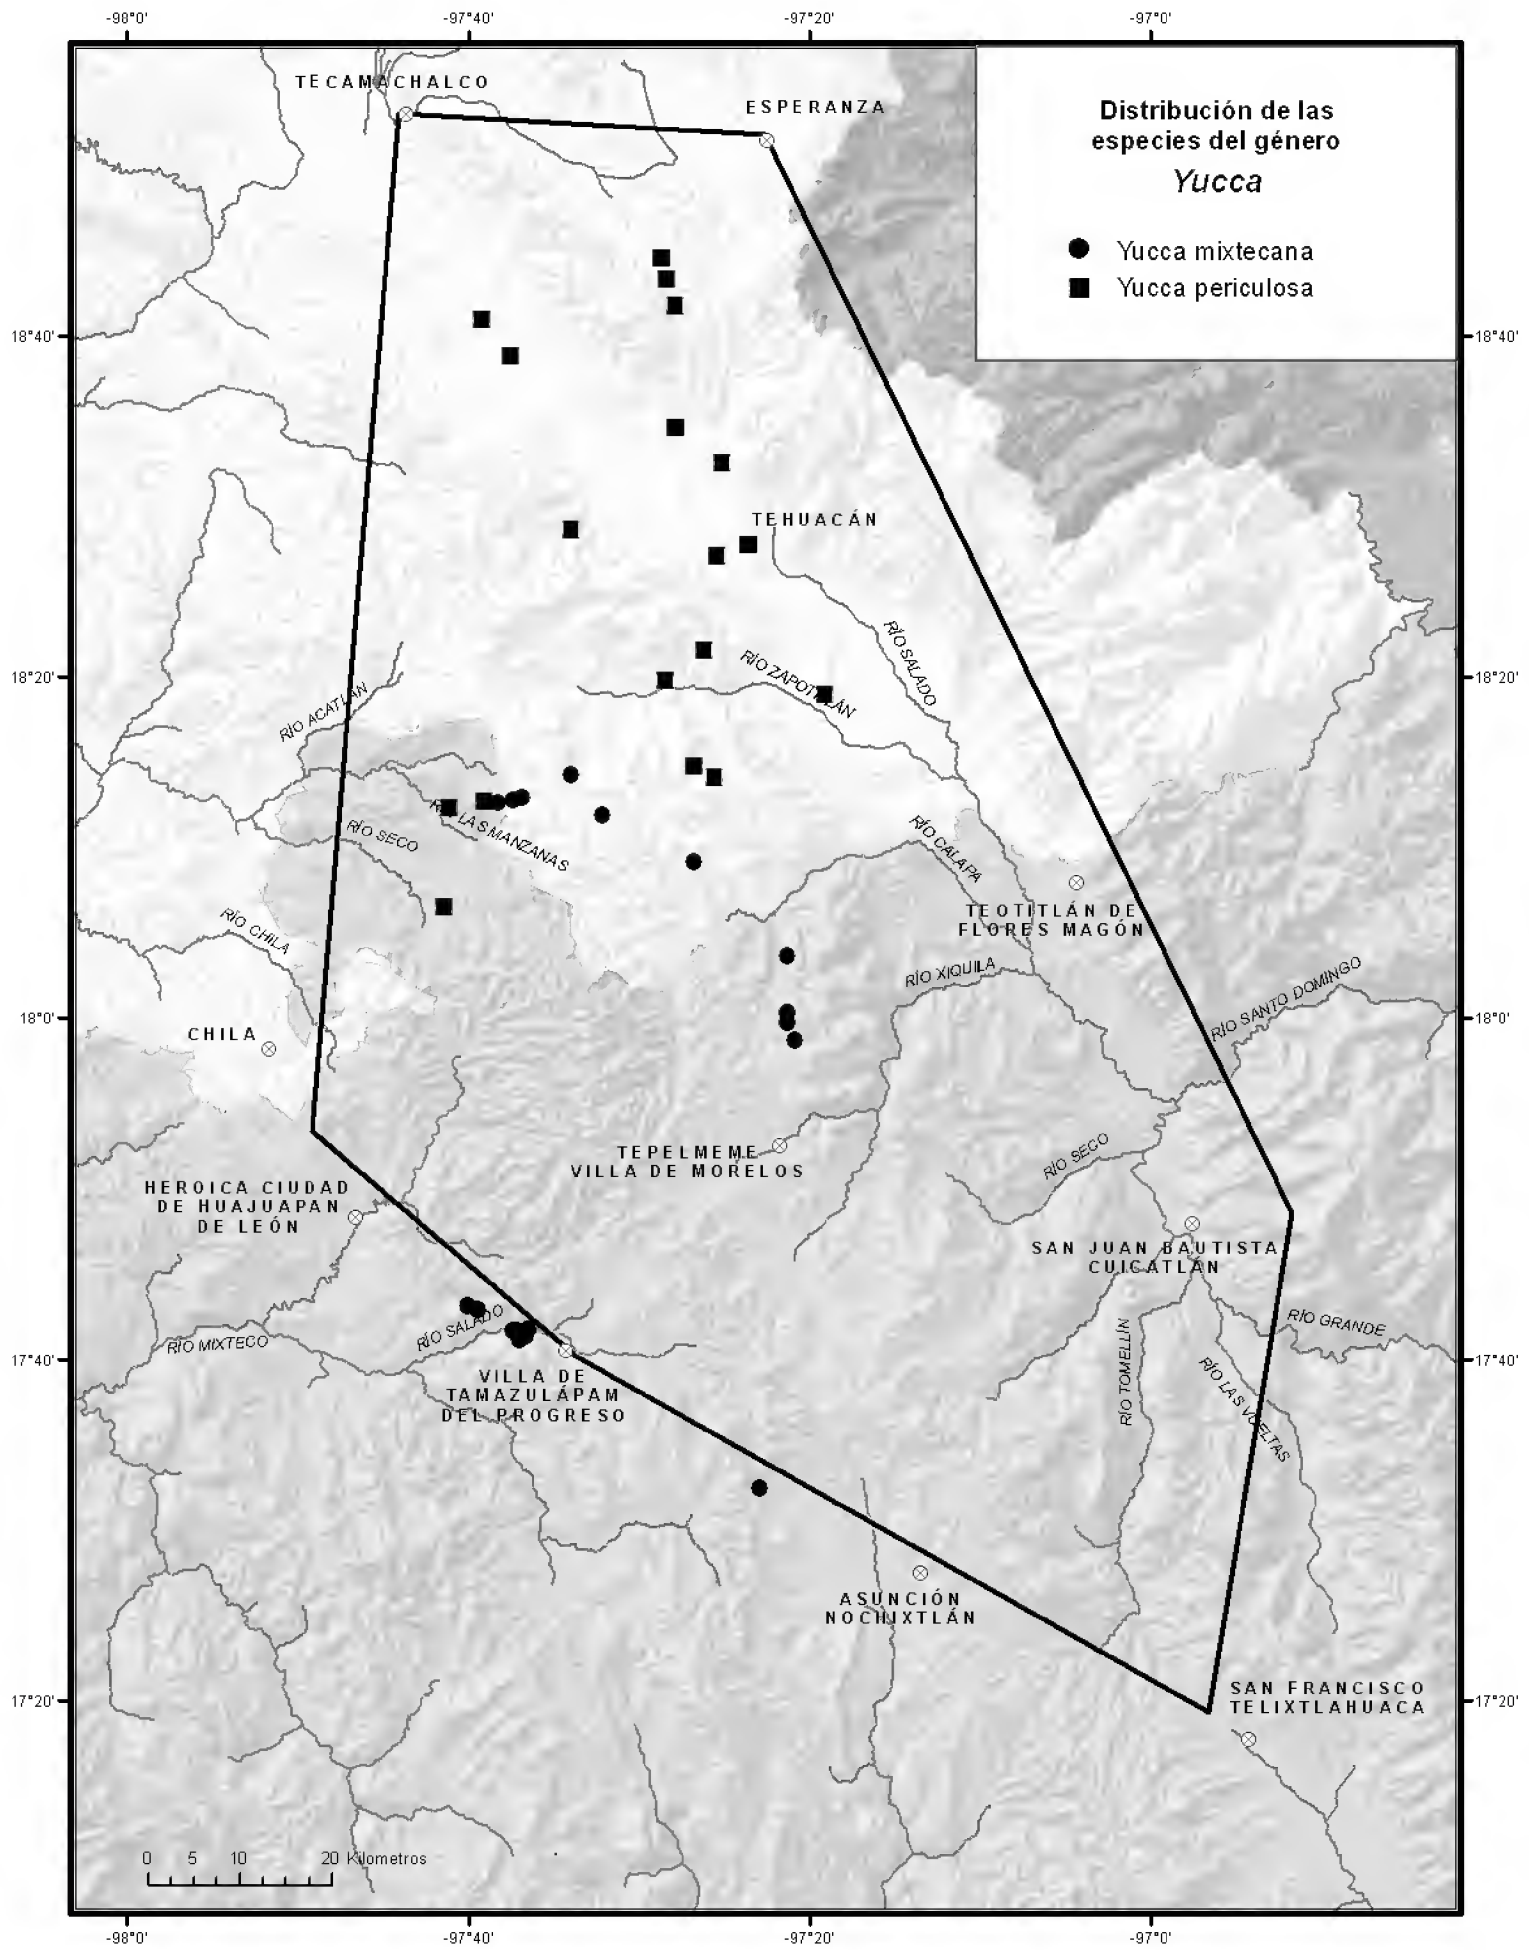 -98°0' -97°40' -97°20' -97°0'
TECAMACHALCO
ESPERANZA
Distribución de las
especies del género
Yucca
Yucca mixtecana
Yucca periculosa
18°40' 18°40'
TEHUACÁN
RÍO SALADO
RÍO ZAPOTITLÁN
18°20' 18°20'
RÍO ACATLÁN
RÍO LAS MANZANAS
RÍO SECO
RÍO CALAPA
TEOTITLÁN DE
FLORES MAGÓN
RÍO CHILA
RÍO XIQUILA
RÍO SANTO DOMINGO
18°0' 18°0'
CHILA
TEPELMEME
VILLA DE MORELOS
RÍO SECO
HEROICA CIUDAD
DE HUAJUAPAN
DE LEÓN
SAN JUAN BAUTISTA
CUICATLÁN
RÍO SALADO
RÍO MIXTECO
RÍO GRANDE
17°40' 17°40'
RÍO TOMELLÍN
RÍO LAS VUELTAS
VILLA DE
TAMAZULÁPAM
DEL PROGRESO
ASUNCIÓN
NOCHIXTLÁN
17°20' 17°20'
SAN FRANCISCO
TELIXTLAHUACA
0 5 10 20 Kilometros
-98°0' -97°40' -97°20' -97°0'